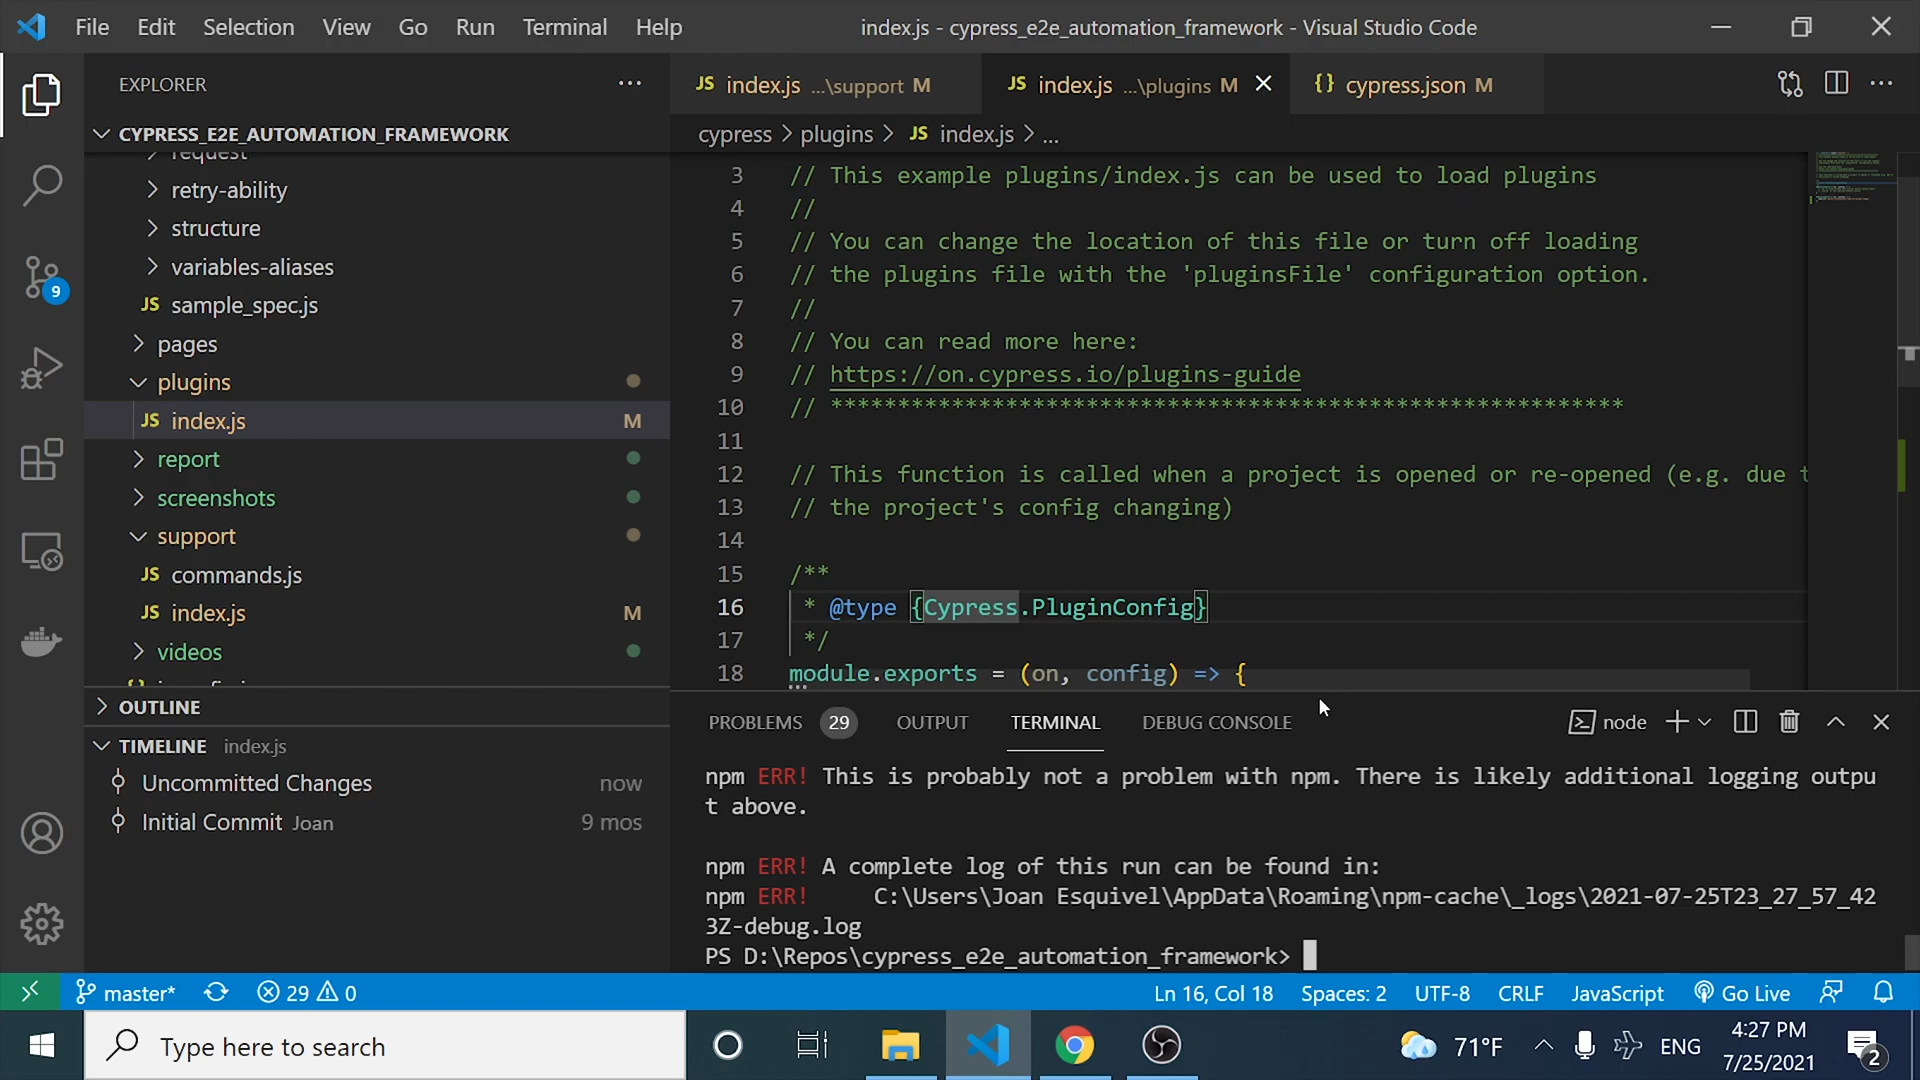 File Edit Selection View Go Run Terminal Help
index.js - cypress_e2e_automation_framework - Visual Studio Code
EXPLORER
JS index.js ...\support M
JS index.js ...\plugins M
{} cypress.json M
CYPRESS_E2E_AUTOMATION_FRAMEWORK
cypress > plugins > JS index.js > ...
request
retry-ability
structure
variables-aliases
JS sample_spec.js
pages
plugins
JS index.js M
report
screenshots
support
JS commands.js
JS index.js M
videos
OUTLINE
TIMELINE index.js
Uncommitted Changes now
Initial Commit Joan 9 mos
9
3 // This example plugins/index.js can be used to load plugins
4 //
5 // You can change the location of this file or turn off loading
6 // the plugins file with the 'pluginsFile' configuration option.
7 //
8 // You can read more here:
9 // https://on.cypress.io/plugins-guide
10 // ***********************************************************
11
12 // This function is called when a project is opened or re-opened (e.g. due t
13 // the project's config changing)
14
15 /**
16 * @type {Cypress.PluginConfig}
17 */
18 module.exports = (on, config) => {
PROBLEMS 29 OUTPUT TERMINAL DEBUG CONSOLE
node
npm ERR! This is probably not a problem with npm. There is likely additional logging outpu
t above.
npm ERR! A complete log of this run can be found in:
npm ERR!     C:\Users\Joan Esquivel\AppData\Roaming\npm-cache\_logs\2021-07-25T23_27_57_42
3Z-debug.log
PS D:\Repos\cypress_e2e_automation_framework>
master* 29 0
Ln 16, Col 18 Spaces: 2 UTF-8 CRLF JavaScript Go Live
Type here to search
71°F ENG
4:27 PM
7/25/2021
2